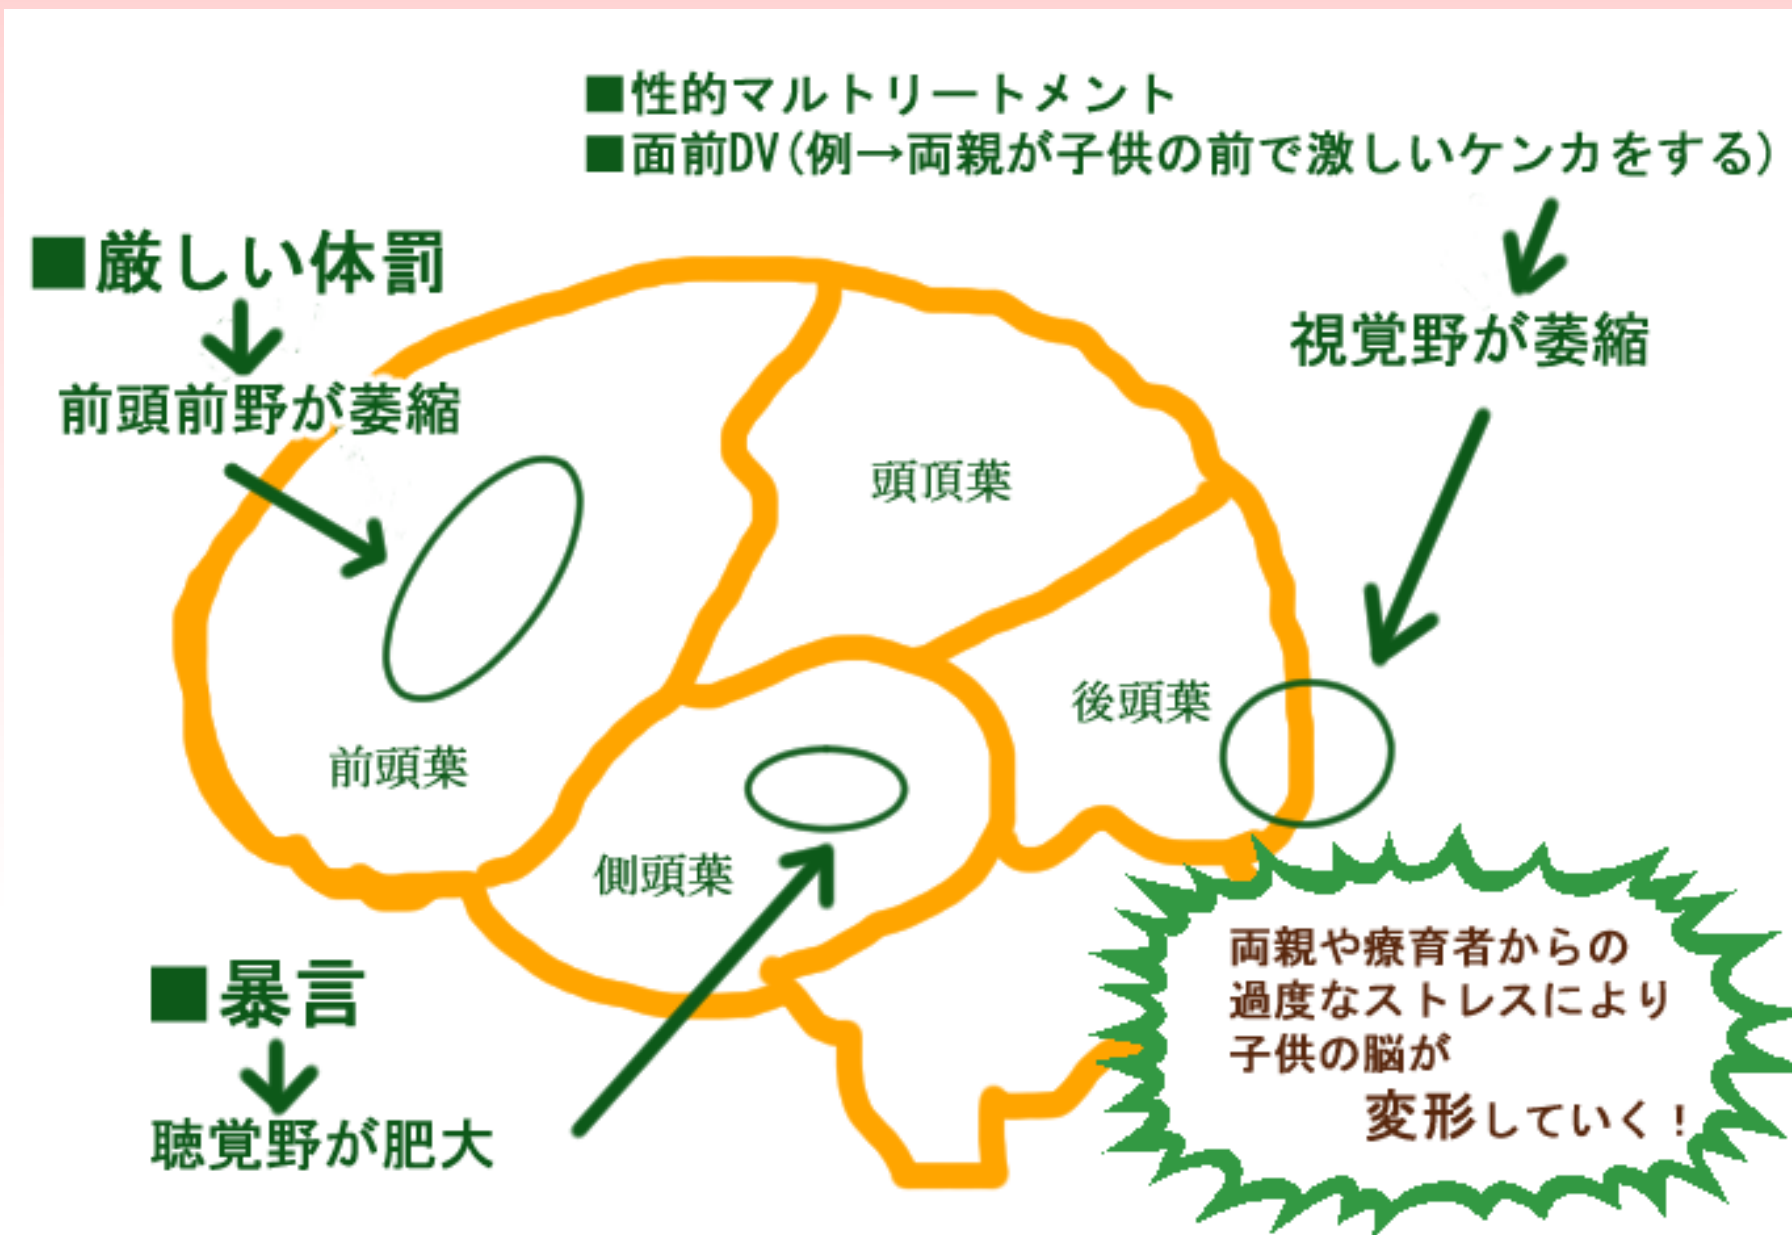 ■性的マルトリートメント
■面前DV(例→両親が子供の前で激しいケンカをする)
視覚野が萎縮
■厳しい体罰
前頭前野が萎縮
頭頂葉
後頭葉
前頭葉
側頭葉
■暴言
聴覚野が肥大
両親や療育者からの
過度なストレスにより
子供の脳が
変形していく！